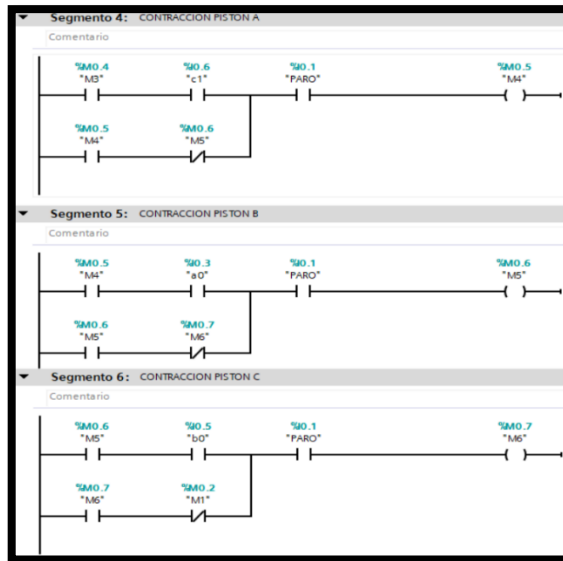 Segmento 4: CONTRACCION PISTON A
Comentario
%M0.4 %I0.6 %I0.1 %M0.5
"M3" "c1" "PARO" "M4"
%M0.5 %M0.6
"M4" "M5"
Segmento 5: CONTRACCION PISTON B
Comentario
%M0.5 %I0.3 %I0.1 %M0.6
"M4" "a0" "PARO" "M5"
%M0.6 %M0.7
"M5" "M6"
Segmento 6: CONTRACCION PISTON C
Comentario
%M0.6 %I0.5 %I0.1 %M0.7
"M5" "b0" "PARO" "M6"
%M0.7 %M0.2
"M6" "M1"